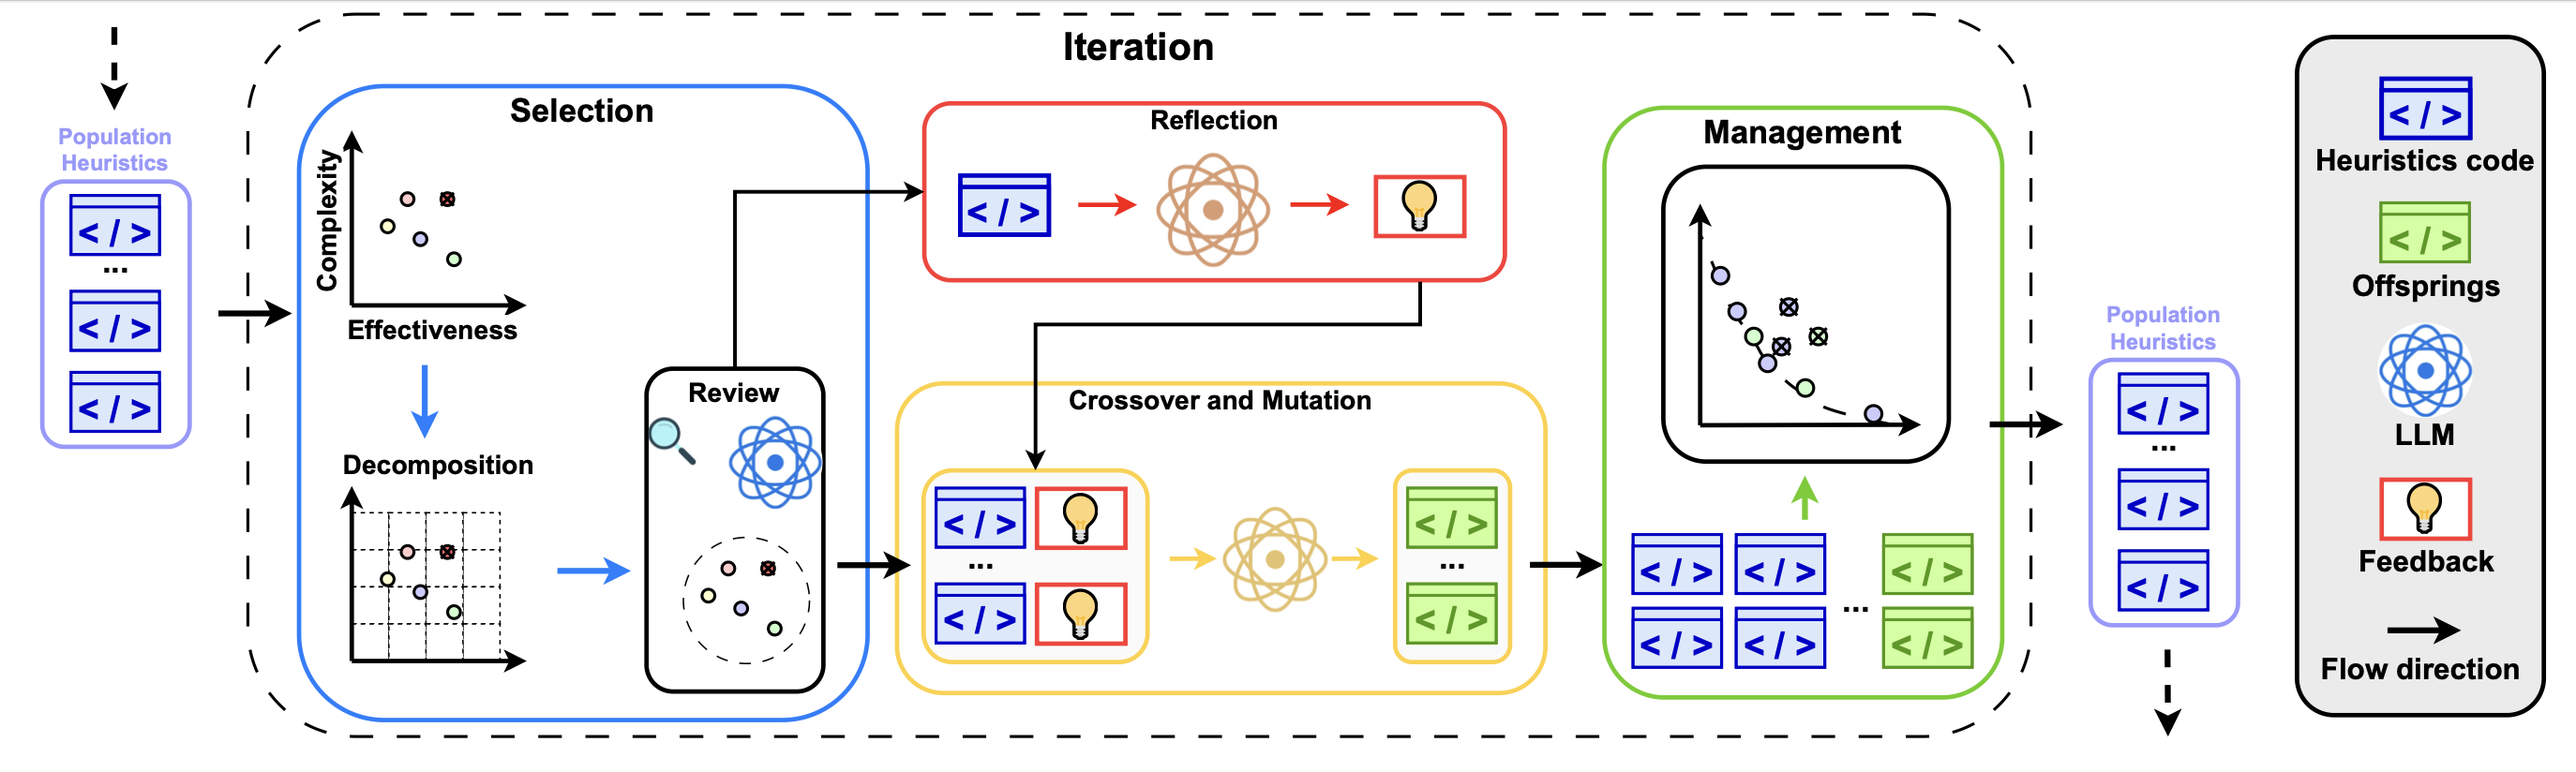 Iteration
Population
Heuristics
</>
...
</>
</>
Selection
Complexity
Effectiveness
Decomposition
Review
Reflection
</>
Crossover and Mutation
</>
...
</>
</>
...
</>
Management
</>
</>
</>
...
</>
</>
</>
Population
Heuristics
</>
...
</>
</>
</>
Heuristics code
</>
Offsprings
LLM
Feedback
Flow direction